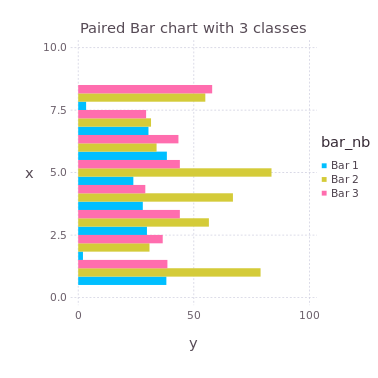 Paired Bar chart with 3 classes
10.0
7.5
x
5.0
2.5
0.0
0
50
100
y
bar_nb
Bar 1
Bar 2
Bar 3